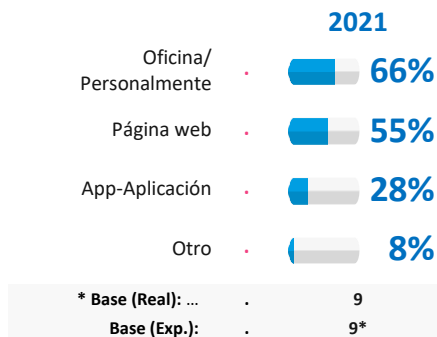 2021
Oficina/
Personalmente . 66%
Página web . 55%
App-Aplicación . 28%
Otro . 8%
* Base (Real): ... . 9
Base (Exp.): . 9*